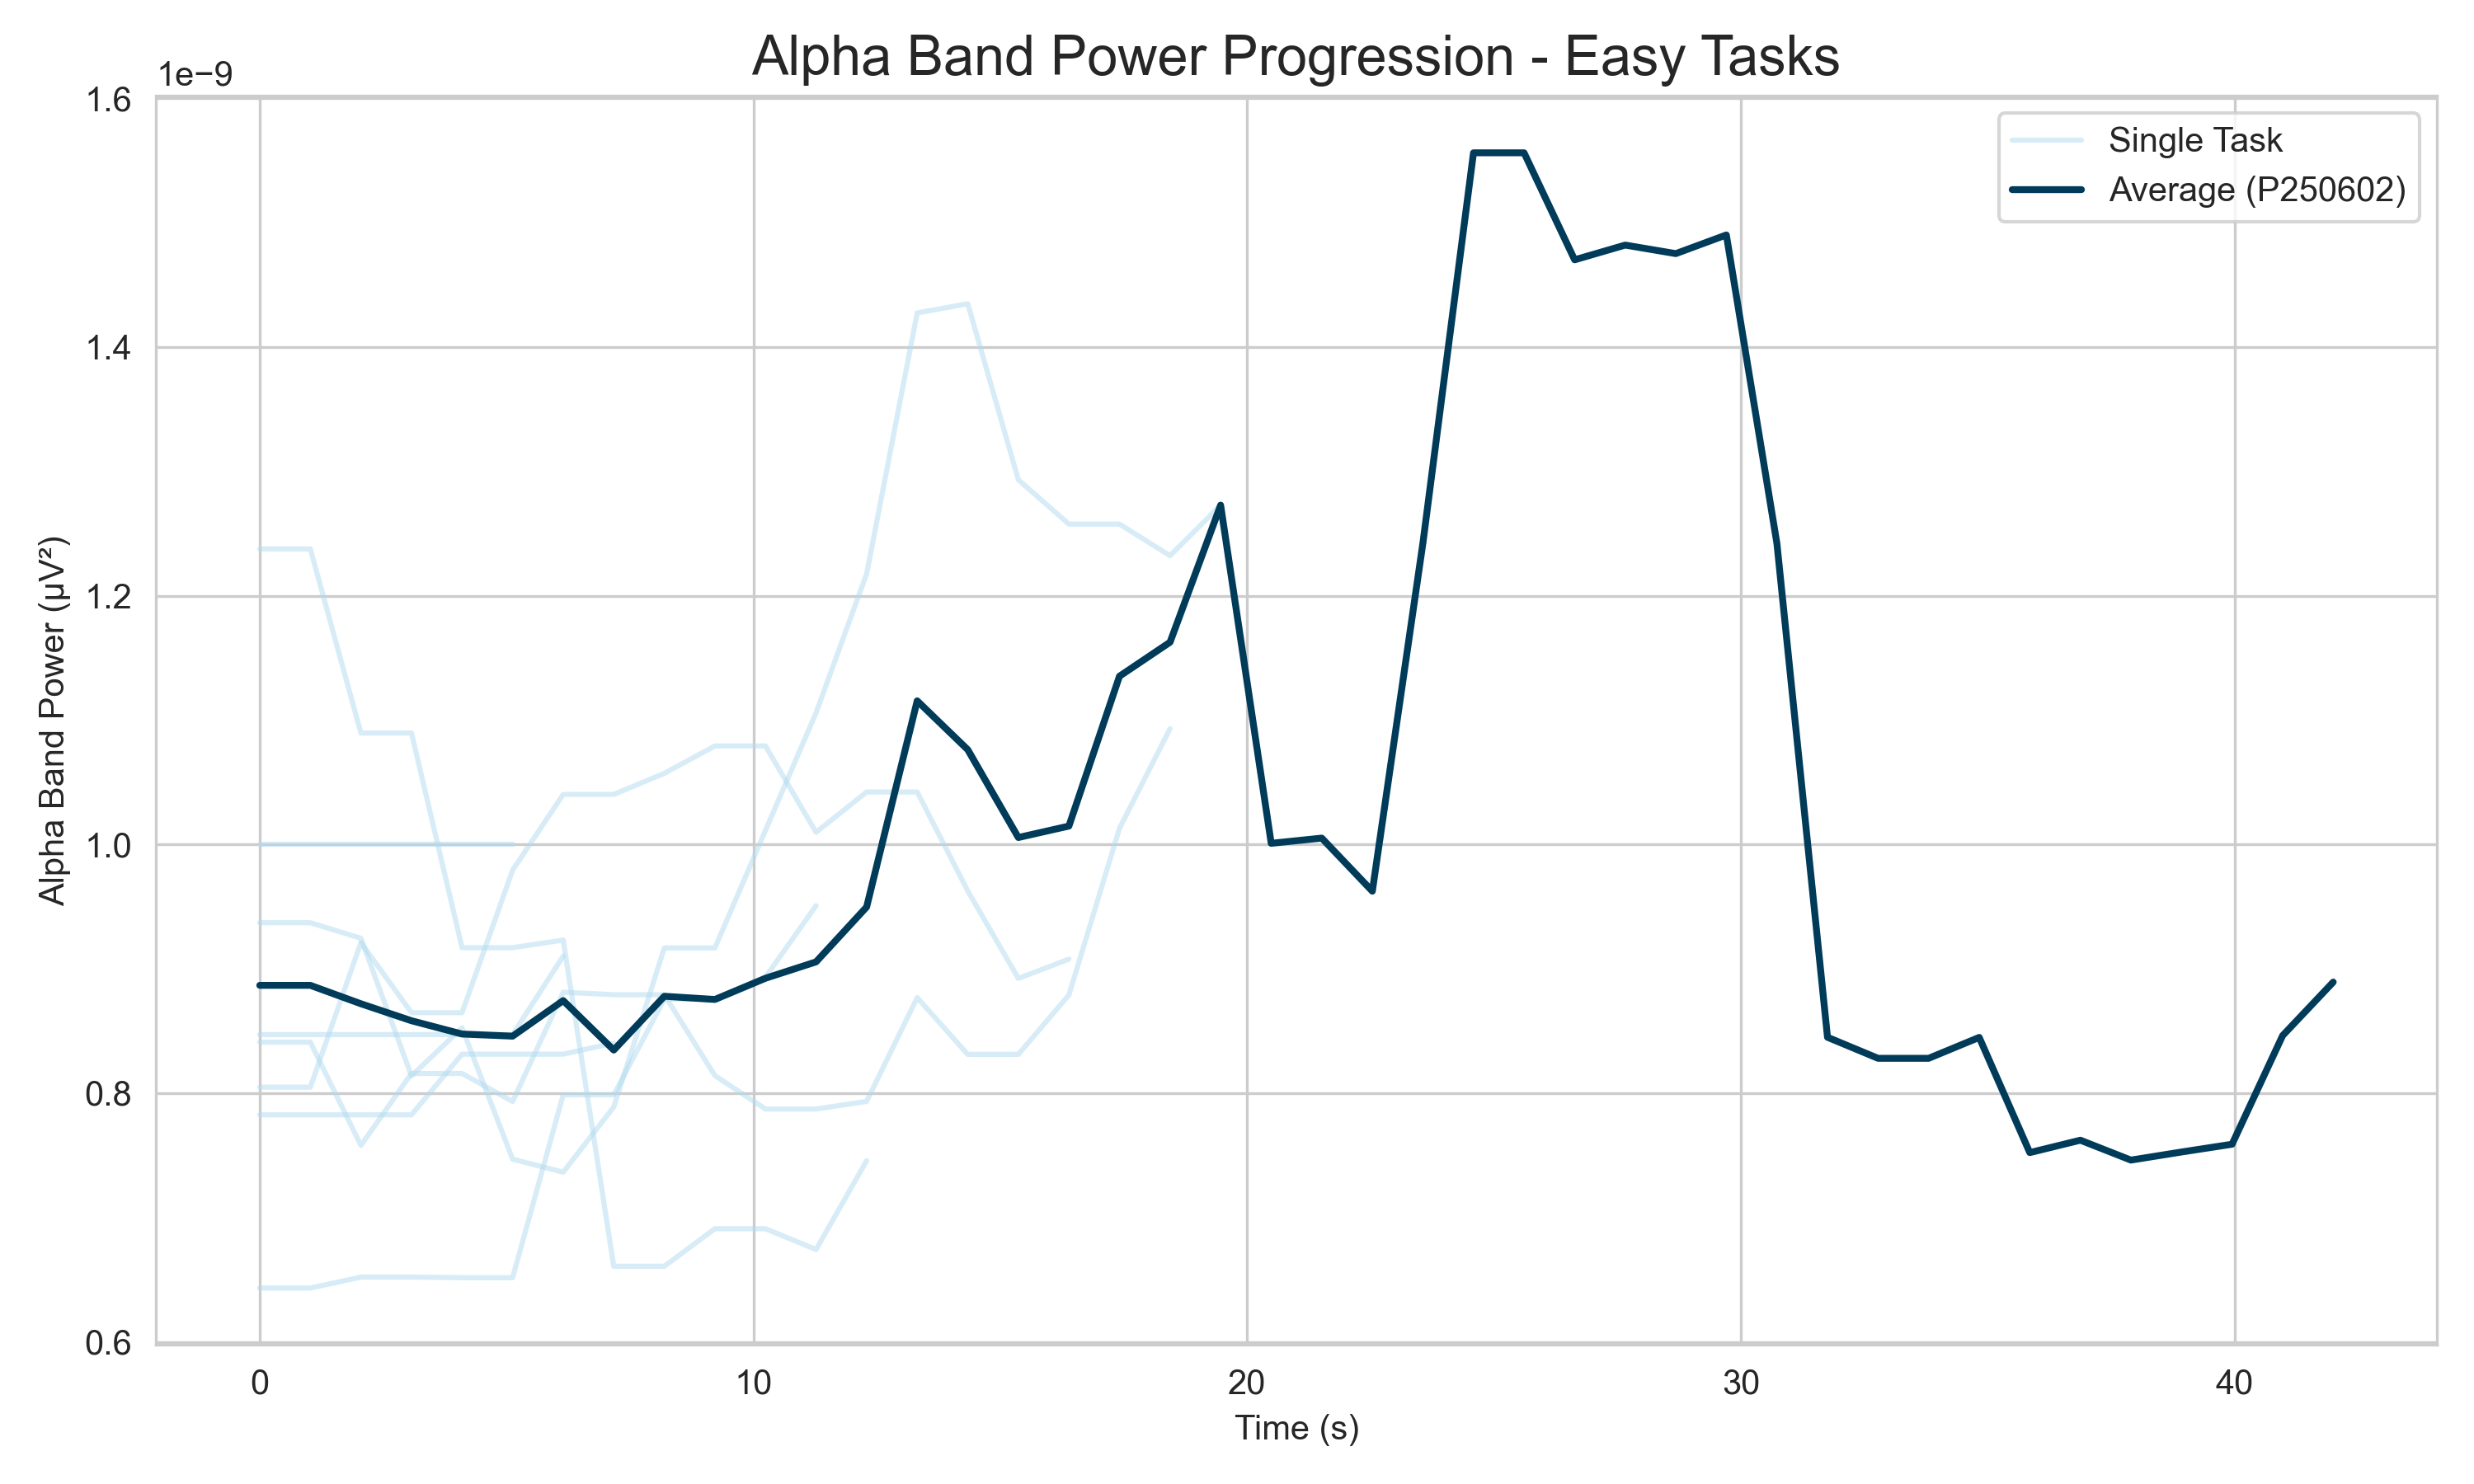 Alpha Band Power Progression - Easy Tasks
1e−9
1.6
1.4
1.2
1.0
0.8
0.6
Alpha Band Power (µV²)
Single Task
Average (P250602)
0 10 20 30 40
Time (s)